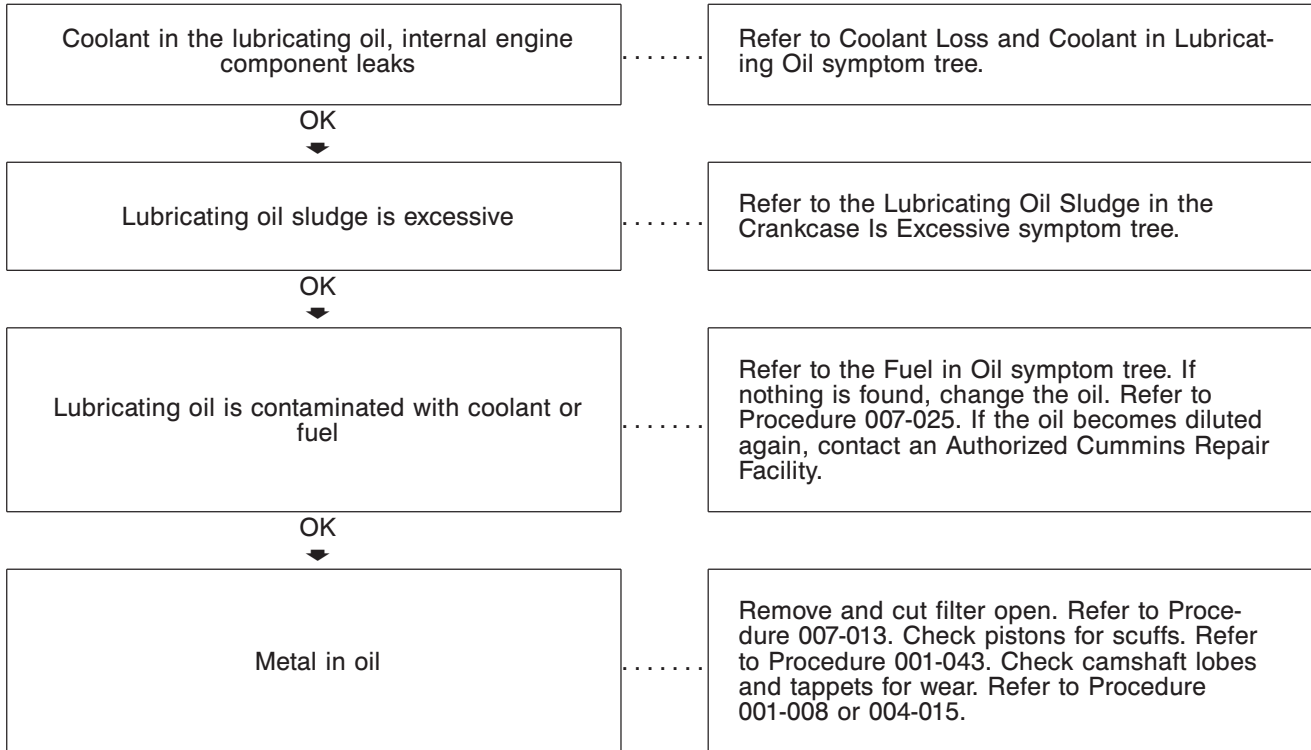 Coolant in the lubricating oil, internal engine
component leaks
. . . . . . .
Refer to Coolant Loss and Coolant in Lubricat-
ing Oil symptom tree.
OK
Lubricating oil sludge is excessive
. . . . . . .
Refer to the Lubricating Oil Sludge in the
Crankcase Is Excessive symptom tree.
OK
Lubricating oil is contaminated with coolant or
fuel
. . . . . . .
Refer to the Fuel in Oil symptom tree. If
nothing is found, change the oil. Refer to
Procedure 007-025. If the oil becomes diluted
again, contact an Authorized Cummins Repair
Facility.
OK
Metal in oil
. . . . . . .
Remove and cut filter open. Refer to Proce-
dure 007-013. Check pistons for scuffs. Refer
to Procedure 001-043. Check camshaft lobes
and tappets for wear. Refer to Procedure
001-008 or 004-015.